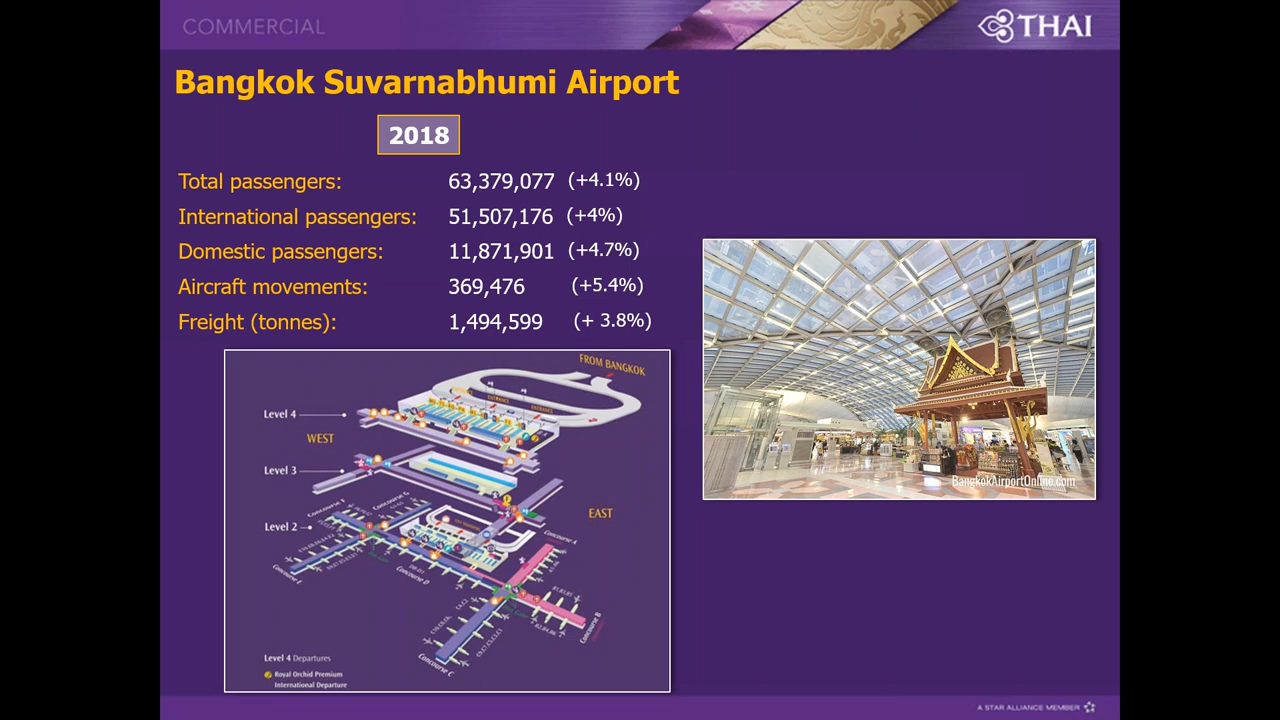 COMMERCIAL
THAI
Bangkok Suvarnabhumi Airport
2018
Total passengers: 63,379,077 (+4.1%)
International passengers: 51,507,176 (+4%)
Domestic passengers: 11,871,901 (+4.7%)
Aircraft movements: 369,476 (+5.4%)
Freight (tonnes): 1,494,599 (+ 3.8%)
FROM BANGKOK
ENTRANCE
ENTRANCE
Level 4
WEST
Level 3
EAST
Level 2
Concourse G
Concourse A
Concourse D
Concourse B
Concourse C
Level 4 Departures
Royal Orchid Premium
International Departure
BangkokAirportOnline.com
A STAR ALLIANCE MEMBER